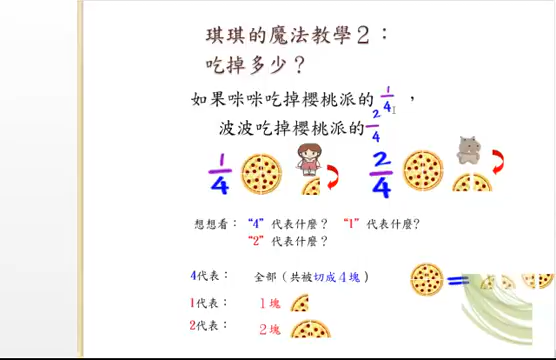 琪琪的魔法教學2：
吃掉多少？
如果咪咪吃掉櫻桃派的 1/4 ，
波波吃掉櫻桃派的 2/4
1/4 2/4
想想看：“4”代表什麼？ “1”代表什麼?
“2”代表什麼？
4代表： 全部（共被切成4塊） =
1代表： 1塊
2代表： 2塊